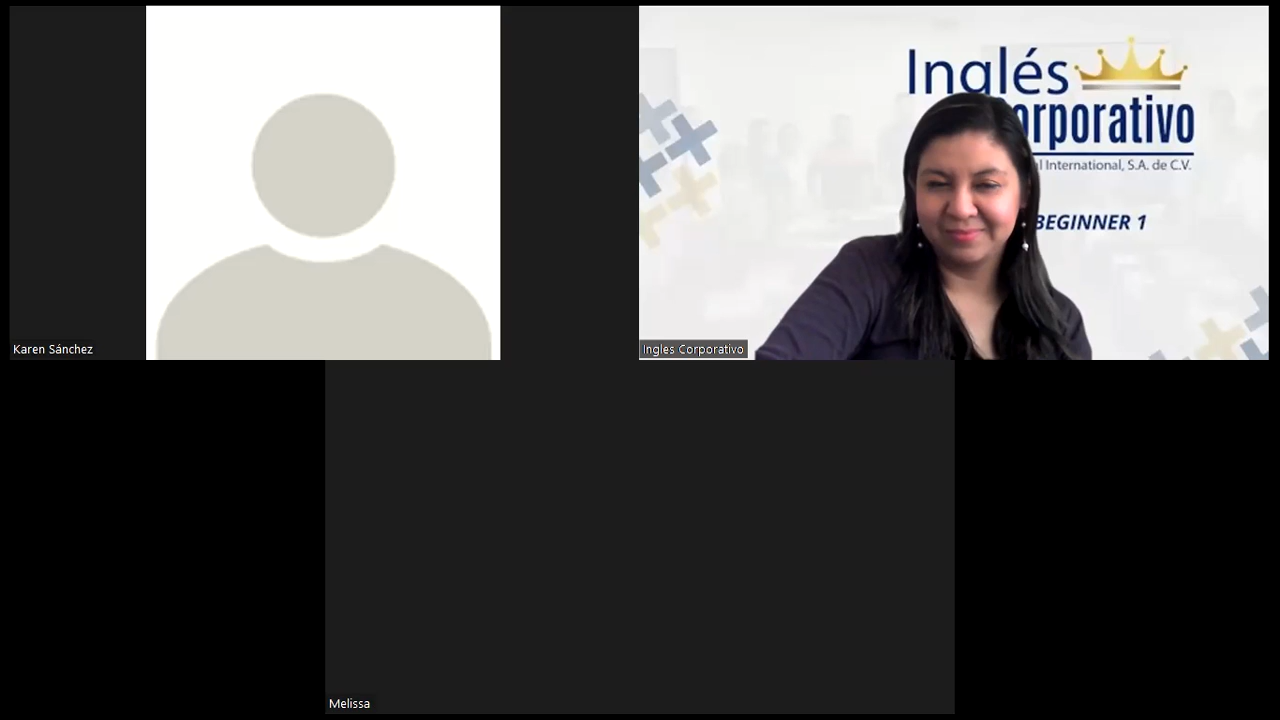 Inglés
orporativo
l International, S.A. de C.V.
BEGINNER 1
Karen Sánchez
Ingles Corporativo
Melissa